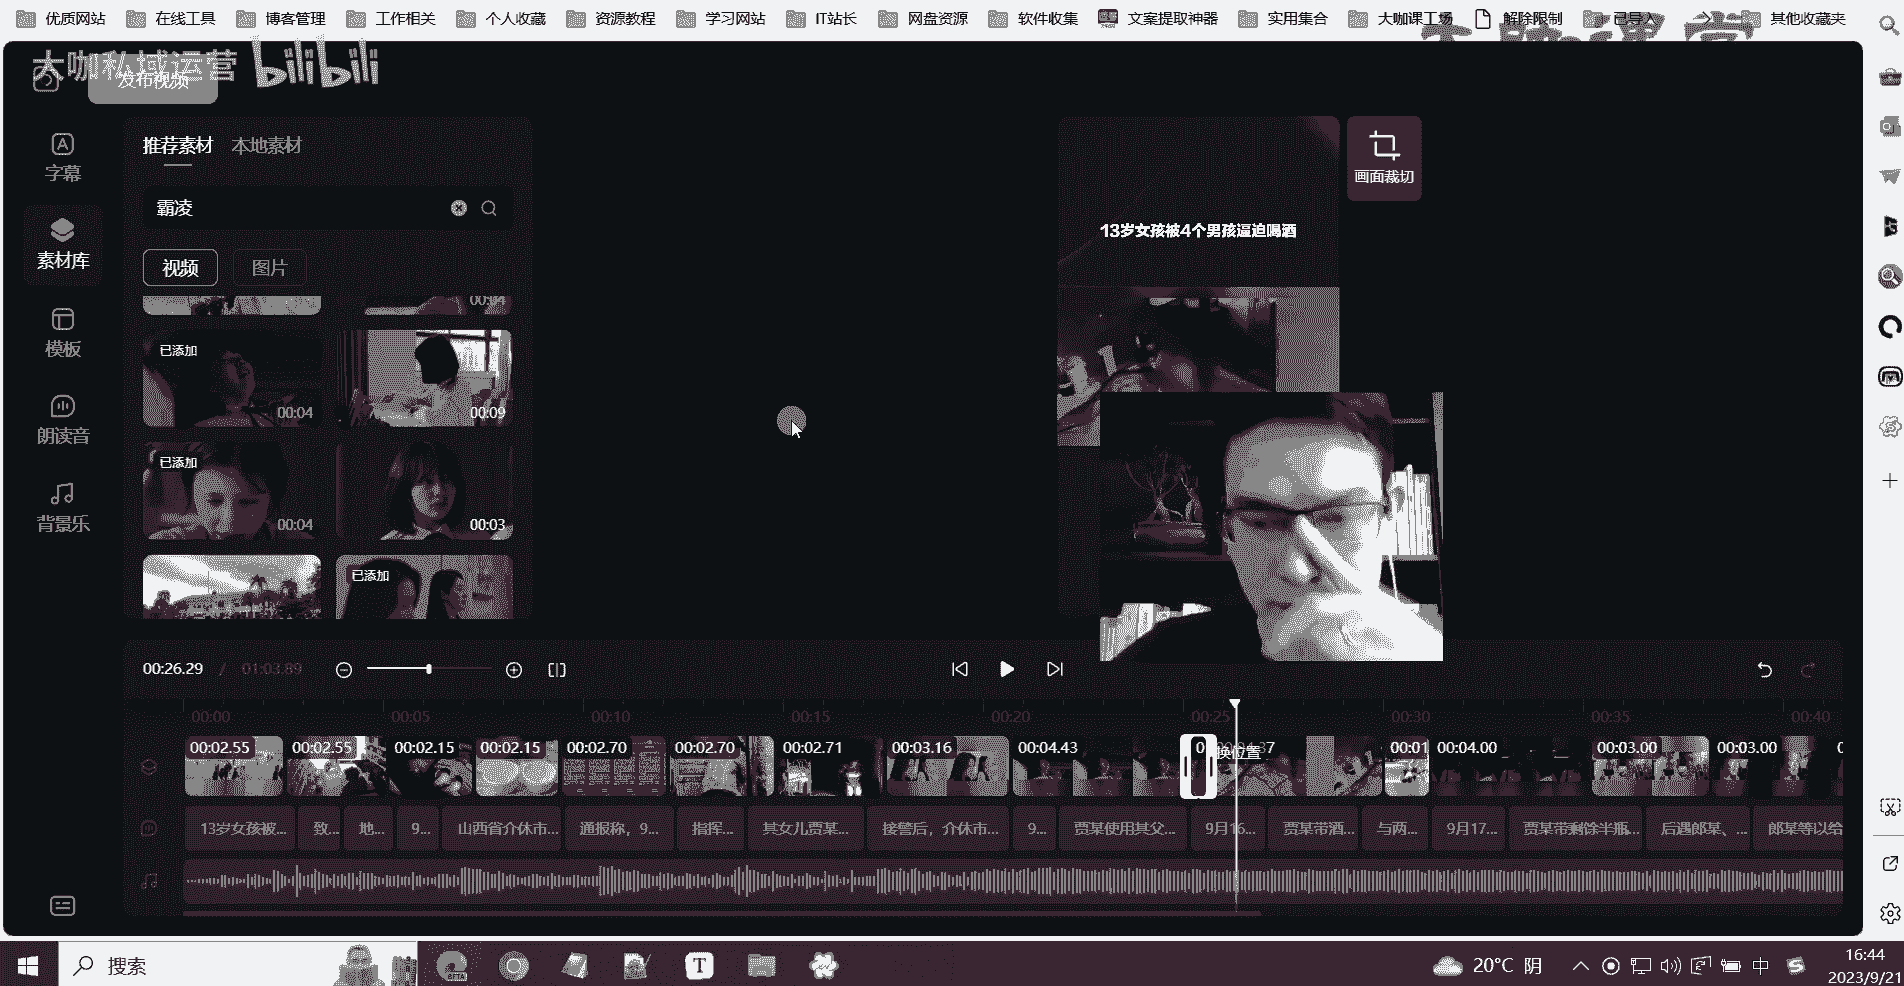 优质网站 在线工具 博客管理 工作相关 个人收藏 资源教程 学习网站 IT站长 网盘资源 软件收集 文案提取神器 实用集合 大咖课工场 解除限制 已导入 其他收藏夹
大咖私域运营 bilibili
发布视频
字幕
素材库
模板
朗读音
背景乐
推荐素材 本地素材
霸凌
视频 图片
00:04
已添加
00:04 00:09
已添加
00:04 00:03
已添加
画面裁切
13岁女孩被4个男孩逼迫喝酒
00:26.29 / 01:03.89
00:00 00:05 00:10 00:15 00:20 00:25 00:30 00:35 00:40
00:02.55 00:02.55 00:02.15 00:02.15 00:02.70 00:02.70 00:02.71 00:03.16 00:04.43 换位置 00:01 00:04.00 00:03.00 00:03.00
13岁女孩被... 致... 地... 9... 山西省介休市... 通报称，9... 指挥... 其女儿贾某... 接警后，介休市... 9... 贾某使用其父... 9月16... 贾某带酒... 与两... 9月17... 贾某带剩余半瓶... 后遇郎某、... 郎某等以给
搜索
BETA
T
20°C 阴
中
16:44
2023/9/21